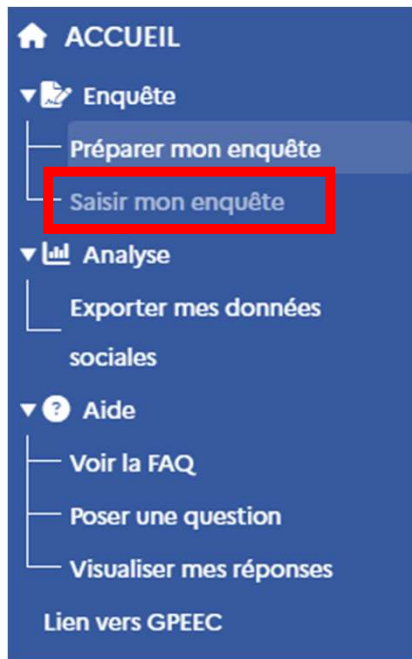 ACCUEIL
Enquête
Préparer mon enquête
Saisir mon enquête
Analyse
Exporter mes données
sociales
? Aide
Voir la FAQ
Poser une question
Visualiser mes réponses
Lien vers GPEEC